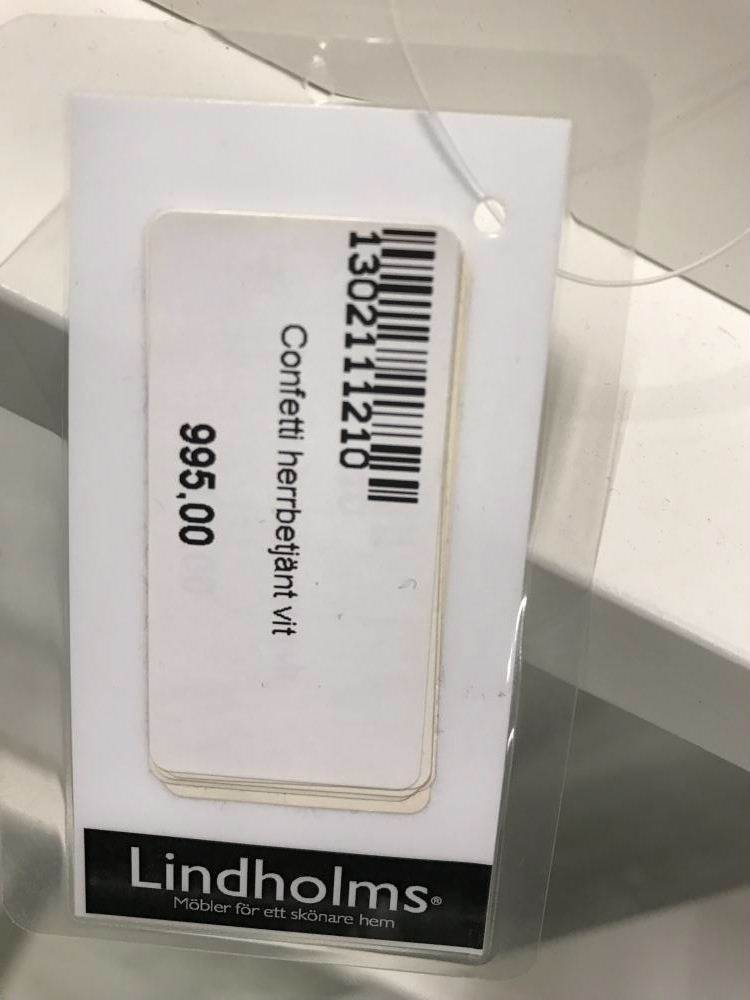 1302111210
Confetti herrbetjänt vit
995,00
Lindholms®
Möbler för ett skönare hem